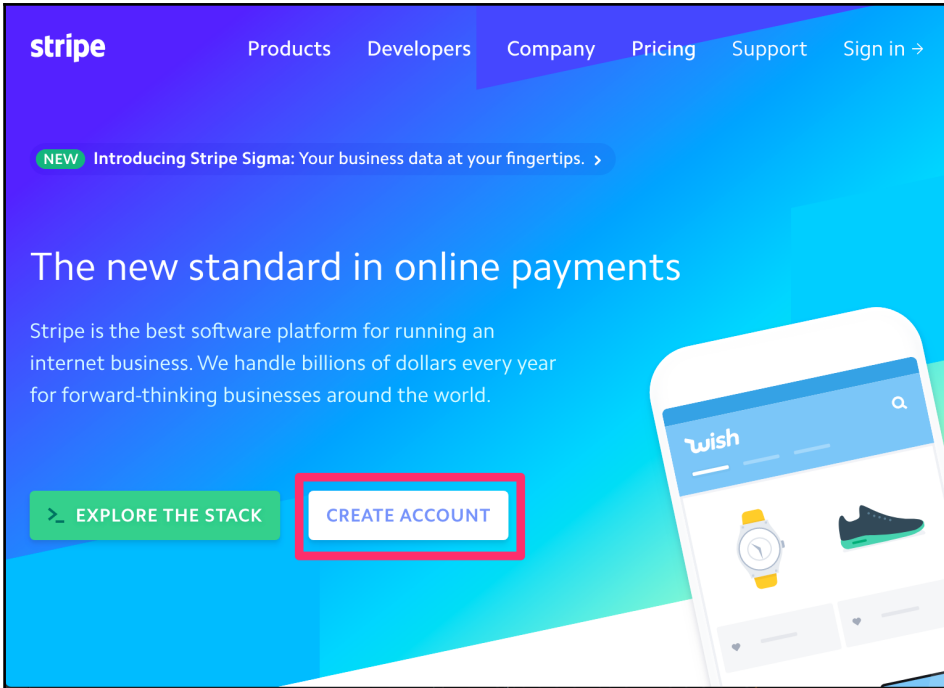 stripe
Products Developers Company Pricing Support Sign in →
NEW Introducing Stripe Sigma: Your business data at your fingertips. >
The new standard in online payments
Stripe is the best software platform for running an
internet business. We handle billions of dollars every year
for forward-thinking businesses around the world.
>_ EXPLORE THE STACK
CREATE ACCOUNT
wish